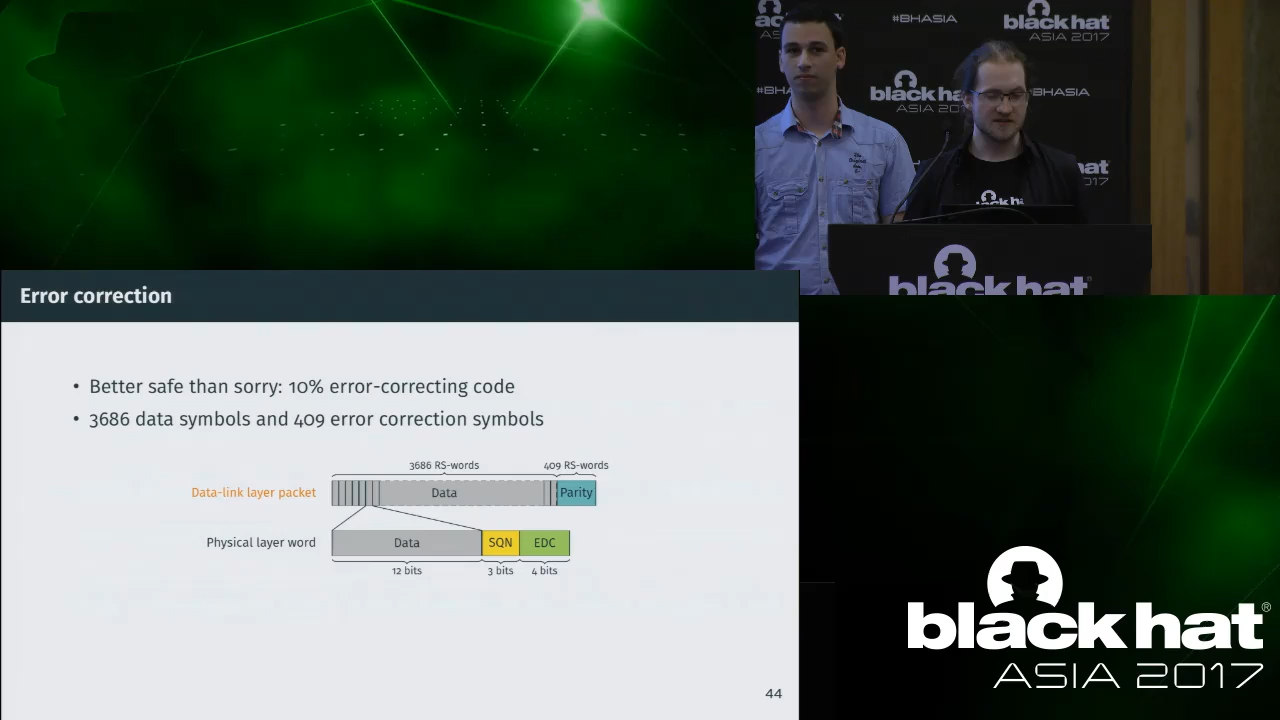 #BHASIA
black hat
ASIA 2017
black hat
#BHASIA
black hat
Error correction
• Better safe than sorry: 10% error-correcting code
• 3686 data symbols and 409 error correction symbols
3686 RS-words
409 RS-words
Data-link layer packet
Data
Parity
Physical layer word
Data
SQN
EDC
12 bits
3 bits
4 bits
44
black hat®
ASIA 2017